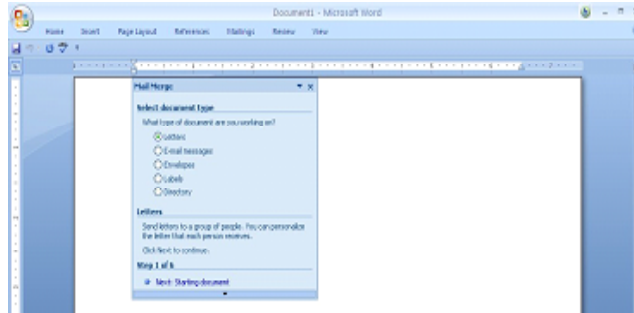 Document1 - Microsoft Word
Home Insert Page Layout References Mailings Review View
Mail Merge
Select document type
What type of document are you working on?
Letters
E-mail messages
Envelopes
Labels
Directory
Letters
Send letters to a group of people. You can personalize
the letter that each person receives.
Click Next to continue.
Step 1 of 6
Next: Starting document